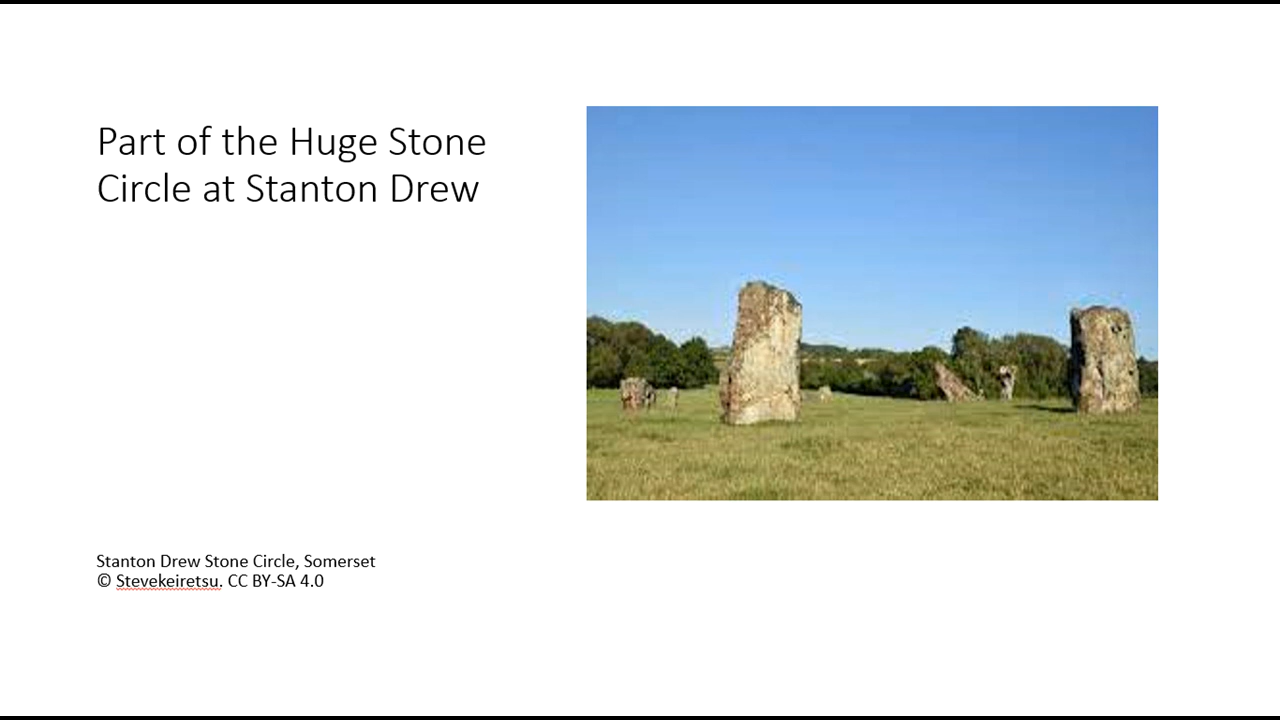 Part of the Huge Stone
Circle at Stanton Drew
Stanton Drew Stone Circle, Somerset
© Stevekeiretsu. CC BY-SA 4.0